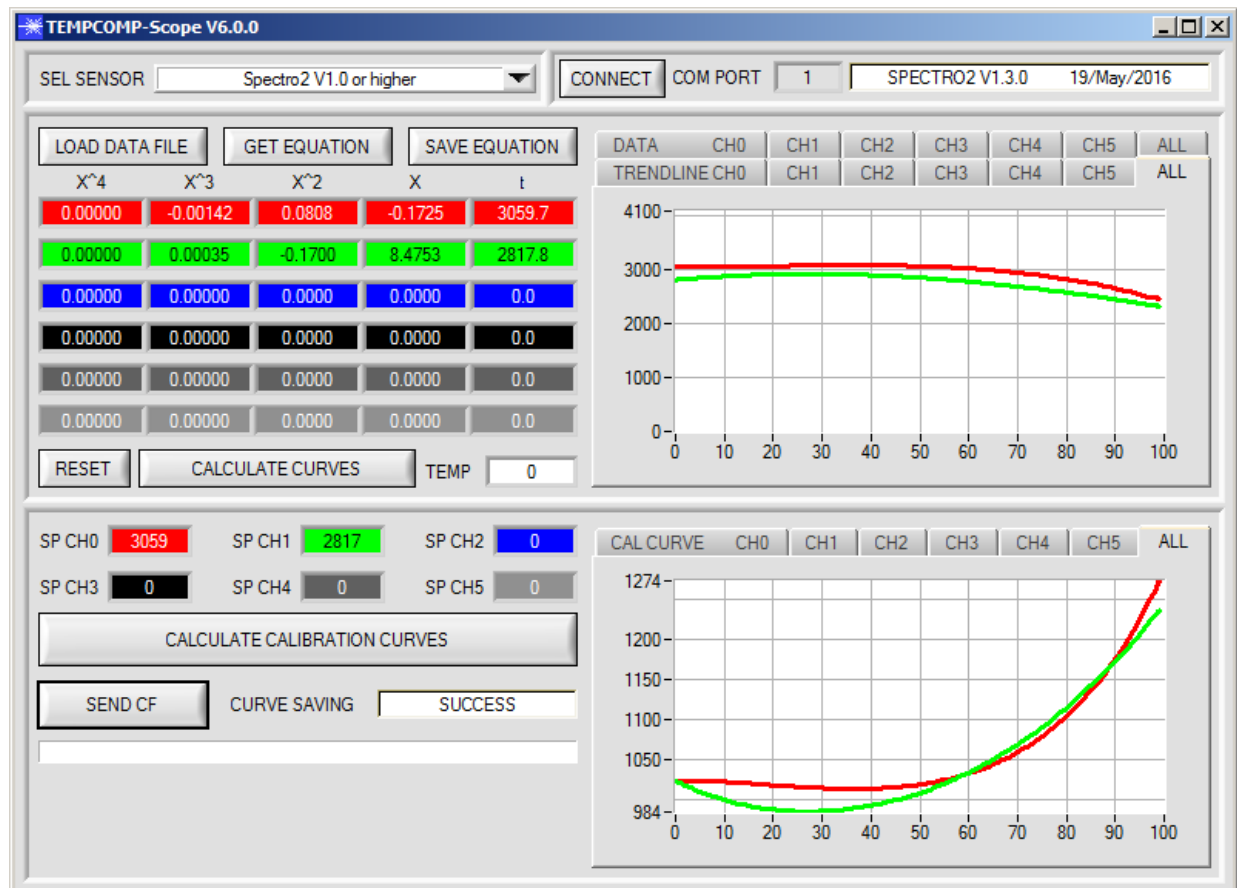 TEMPCOMP-Scope V6.0.0
SEL SENSOR Spectro2 V1.0 or higher CONNECT COM PORT 1 SPECTRO2 V1.3.0 19/May/2016
LOAD DATA FILE GET EQUATION SAVE EQUATION
X^4 X^3 X^2 X t
0.00000 -0.00142 0.0808 -0.1725 3059.7
0.00000 0.00035 -0.1700 8.4753 2817.8
0.00000 0.00000 0.0000 0.0000 0.0
0.00000 0.00000 0.0000 0.0000 0.0
0.00000 0.00000 0.0000 0.0000 0.0
0.00000 0.00000 0.0000 0.0000 0.0
RESET CALCULATE CURVES TEMP 0
DATA CH0 CH1 CH2 CH3 CH4 CH5 ALL
TRENDLINE CH0 CH1 CH2 CH3 CH4 CH5 ALL
4100
3000
2000
1000
0
0 10 20 30 40 50 60 70 80 90 100
SP CH0 3059 SP CH1 2817 SP CH2 0
SP CH3 0 SP CH4 0 SP CH5 0
CALCULATE CALIBRATION CURVES
SEND CF CURVE SAVING SUCCESS
CAL CURVE CH0 CH1 CH2 CH3 CH4 CH5 ALL
1274
1200
1150
1100
1050
984
0 10 20 30 40 50 60 70 80 90 100